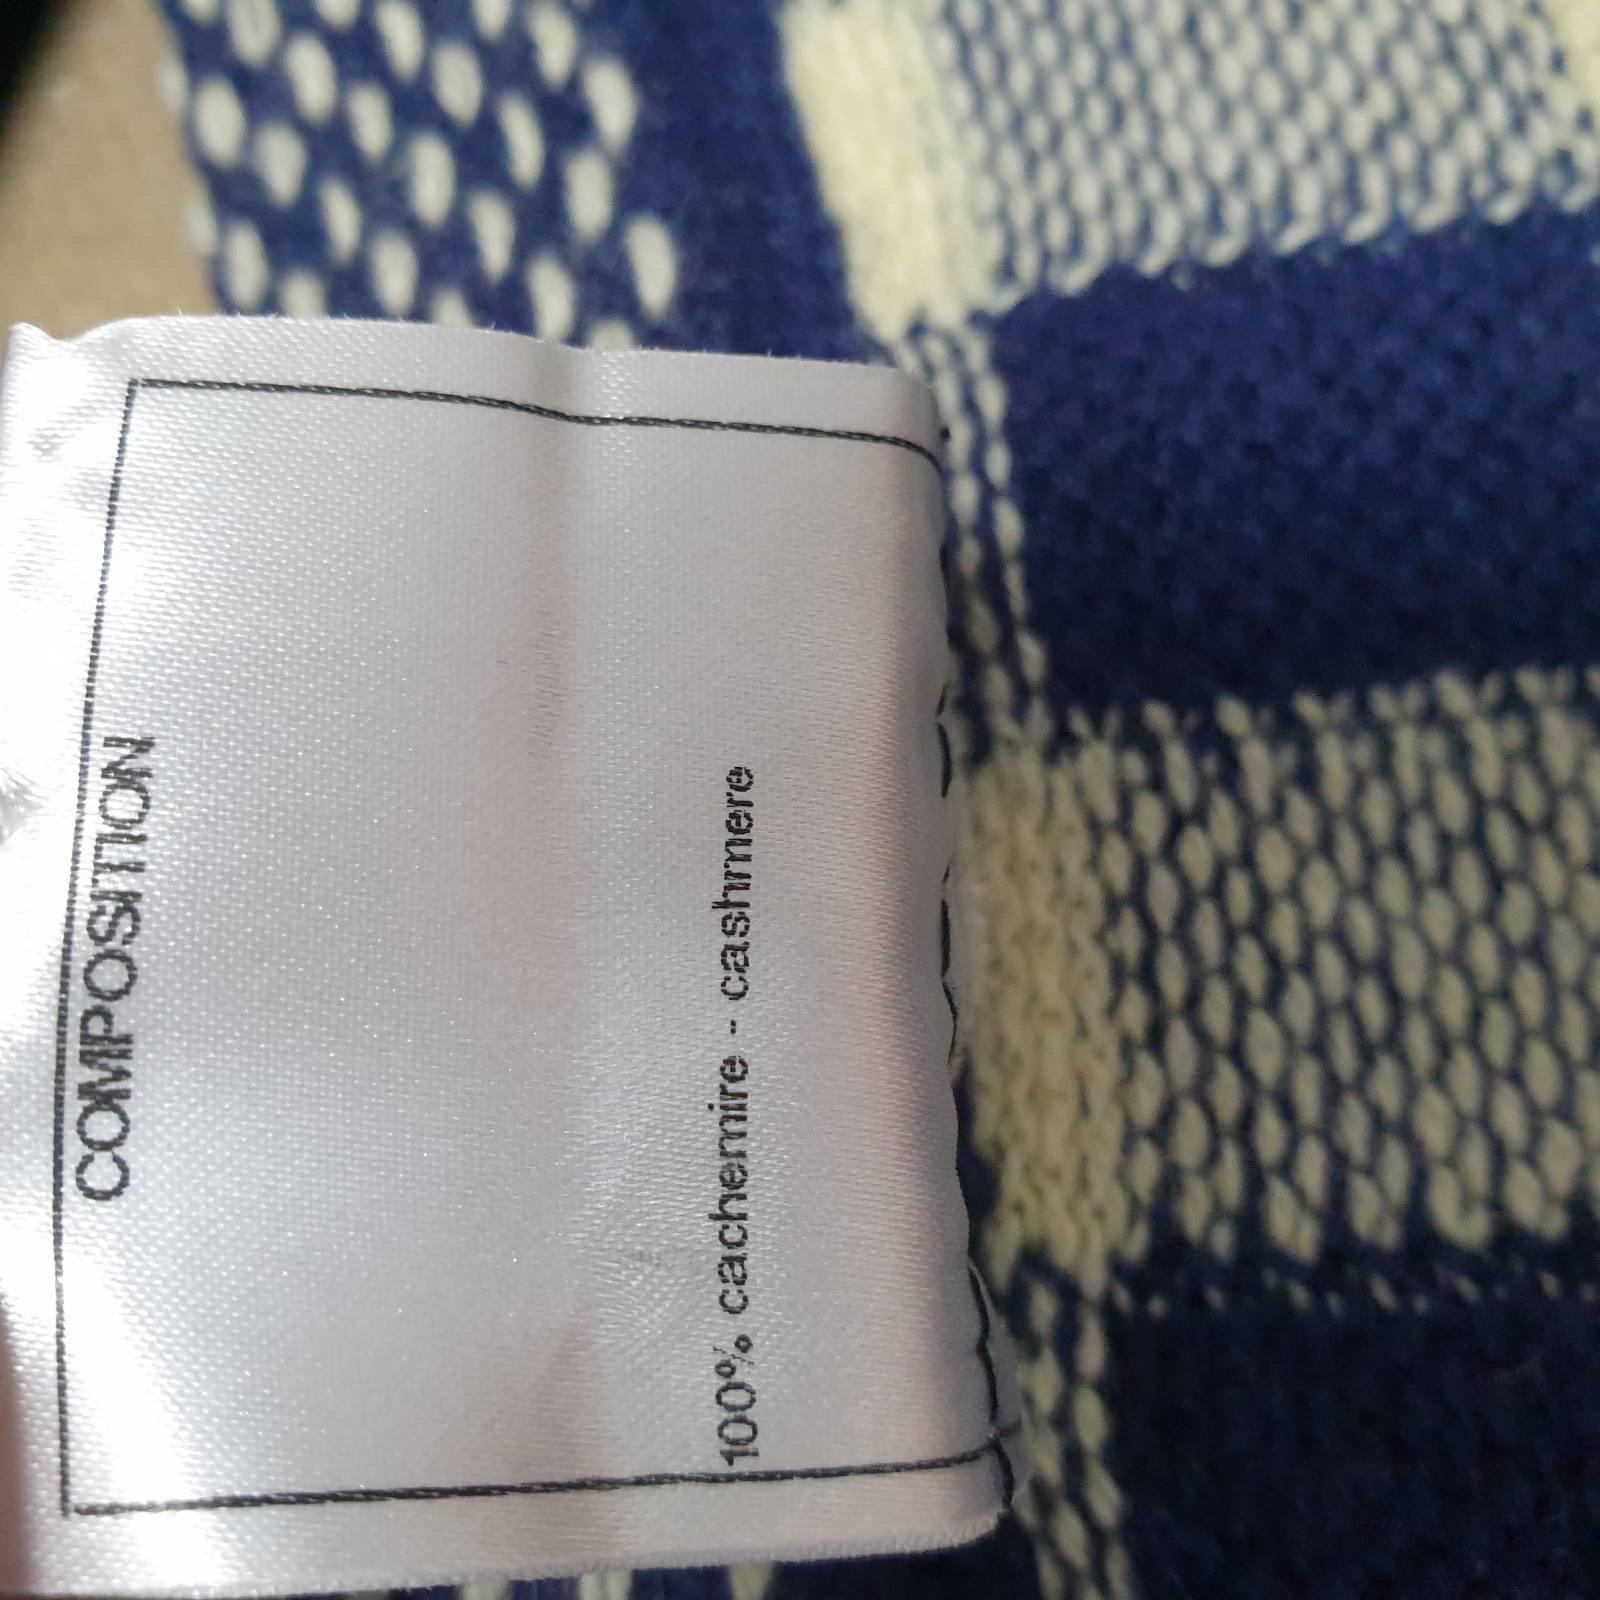 COMPOSITION
100% cachemire - cashmere